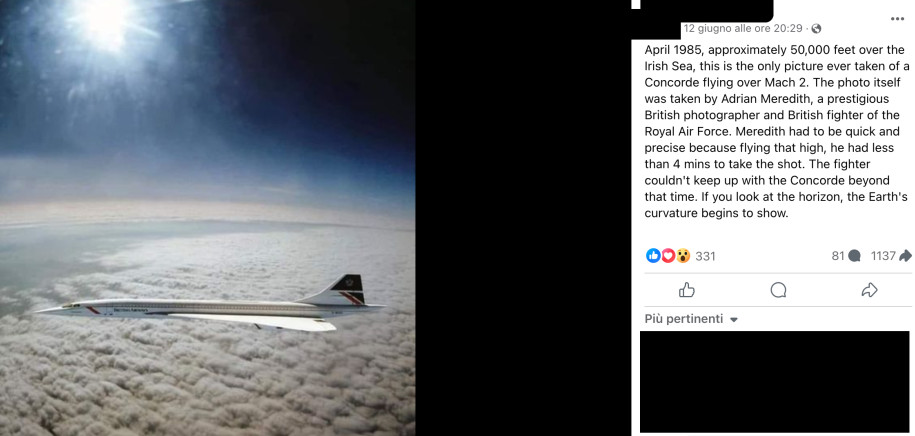 12 giugno alle ore 20:29 ·
April 1985, approximately 50,000 feet over the
Irish Sea, this is the only picture ever taken of a
Concorde flying over Mach 2. The photo itself
was taken by Adrian Meredith, a prestigious
British photographer and British fighter of the
Royal Air Force. Meredith had to be quick and
precise because flying that high, he had less
than 4 mins to take the shot. The fighter
couldn't keep up with the Concorde beyond
that time. If you look at the horizon, the Earth's
curvature begins to show.
331
81
1137
Più pertinenti
British Airways